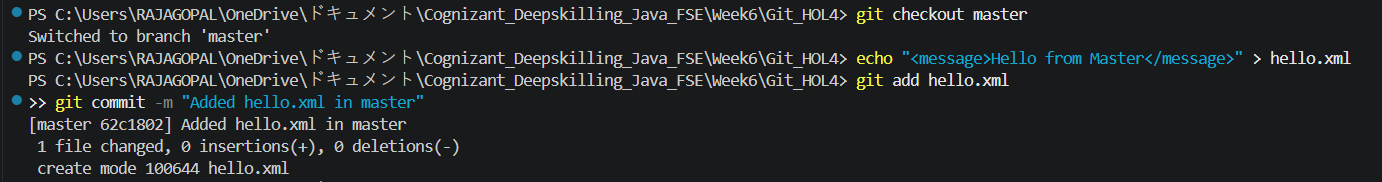 PS C:\Users\RAJAGOPAL\OneDrive\ドキュメント\Cognizant_Deepskilling_Java_FSE\Week6\Git_HOL4> git checkout master
Switched to branch 'master'
PS C:\Users\RAJAGOPAL\OneDrive\ドキュメント\Cognizant_Deepskilling_Java_FSE\Week6\Git_HOL4> echo "<message>Hello from Master</message>" > hello.xml
PS C:\Users\RAJAGOPAL\OneDrive\ドキュメント\Cognizant_Deepskilling_Java_FSE\Week6\Git_HOL4> git add hello.xml
>> git commit -m "Added hello.xml in master"
[master 62c1802] Added hello.xml in master
 1 file changed, 0 insertions(+), 0 deletions(-)
 create mode 100644 hello.xml